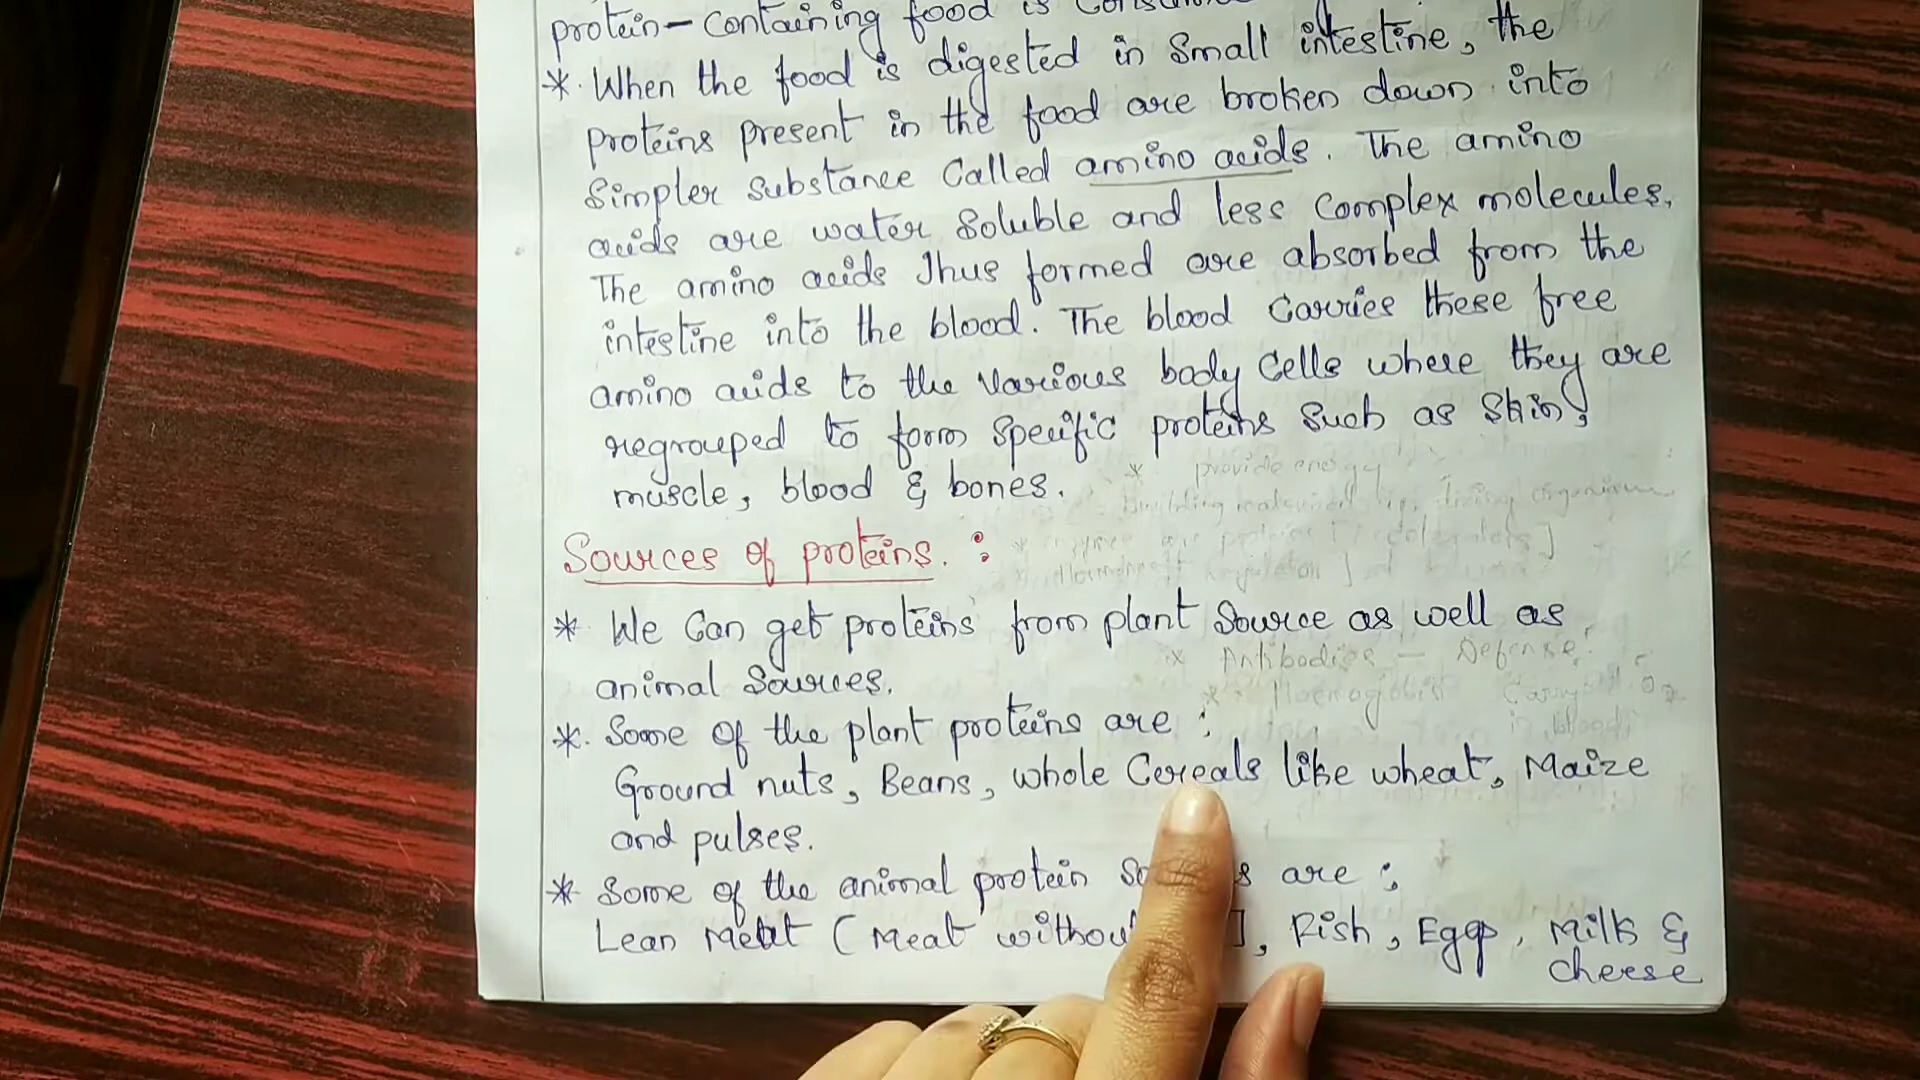 protein-containing food is
* When the food is digested in small intestine, the
proteins present in the food are broken down into
simpler substance called amino acids. The amino
acids are water soluble and less complex molecules.
The amino acids Thus formed are absorbed from the
intestine into the blood. The blood carries these free
amino acids to the various body cells where they are
regrouped to form specific proteins such as skin,
muscle, blood & bones.
* provide energy
Sources of proteins. :
* We can get proteins from plant source as well as
* Antibodies - Defense
animal sources.
*. Some of the plant proteins are :
Ground nuts, Beans, whole Cereals like wheat, Maize
and pulses.
* Some of the animal protein are :
Lean Meat (Meat ], Fish, Egg, Milk &
cheese